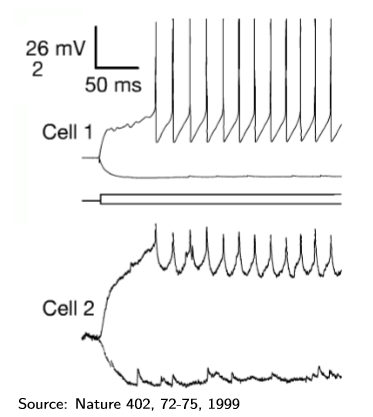 26 mV
2
50 ms
Cell 1
Cell 2
Source: Nature 402, 72-75, 1999